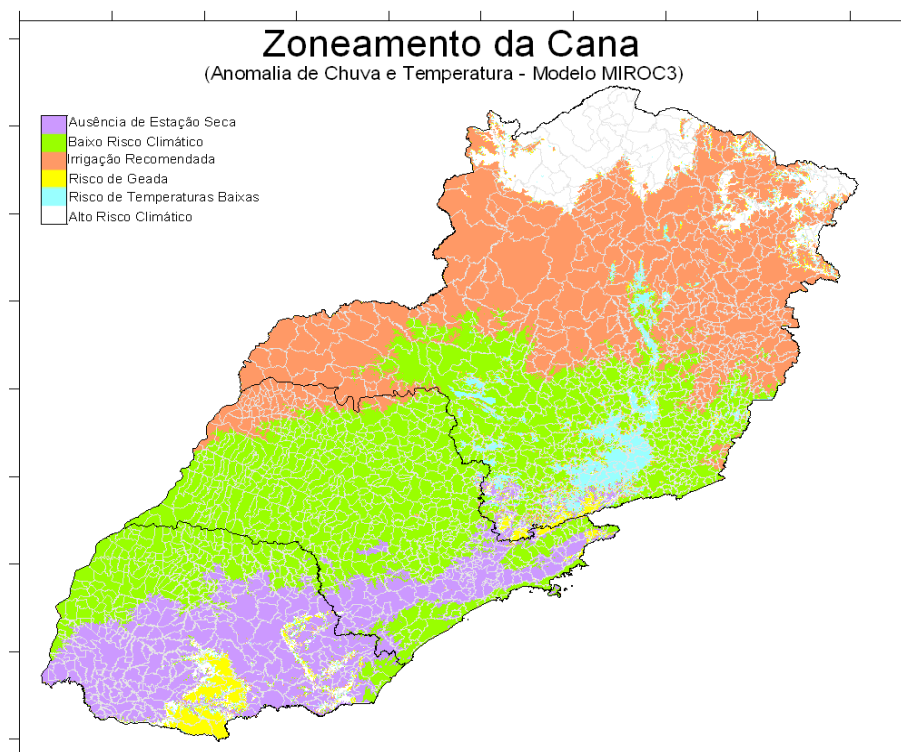 Zoneamento da Cana
(Anomalia de Chuva e Temperatura - Modelo MIROC3)
Ausência de Estação Seca
Baixo Risco Climático
Irrigação Recomendada
Risco de Geada
Risco de Temperaturas Baixas
Alto Risco Climático